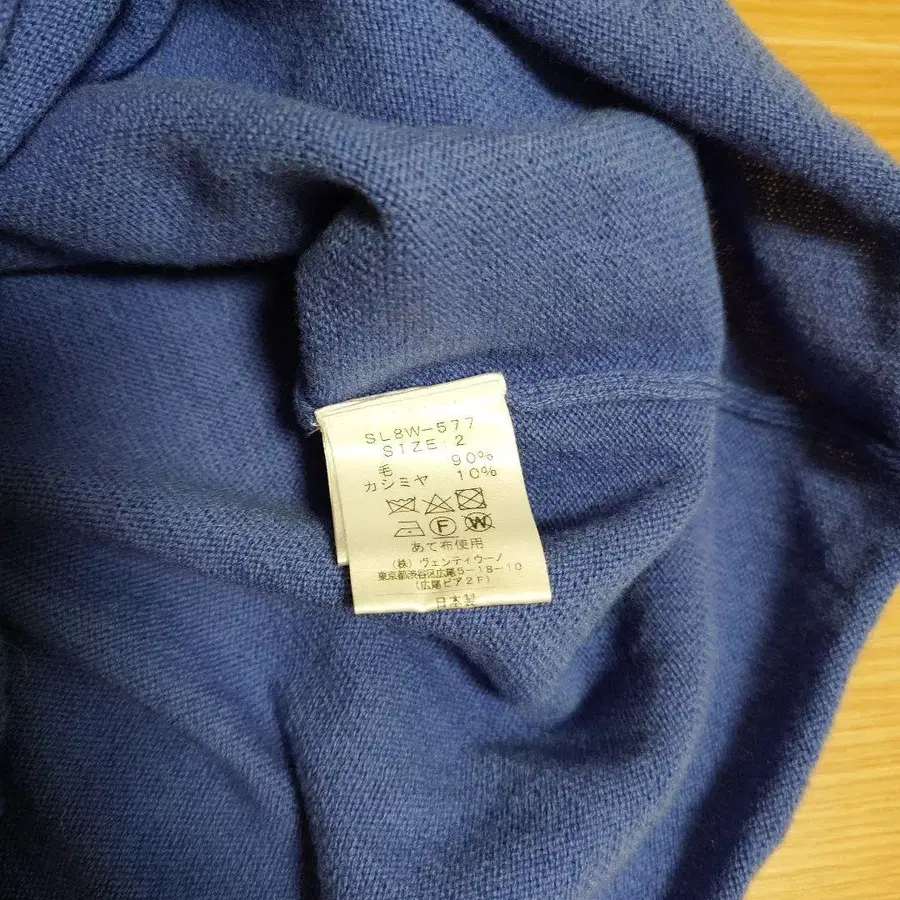 SL8W-577
SIZE:2
毛 90%
カシミヤ 10%
F W
あて布使用
(株)ヴェンティウーノ
東京都渋谷区広尾5-18-10
(広尾ピア2F)
日本製